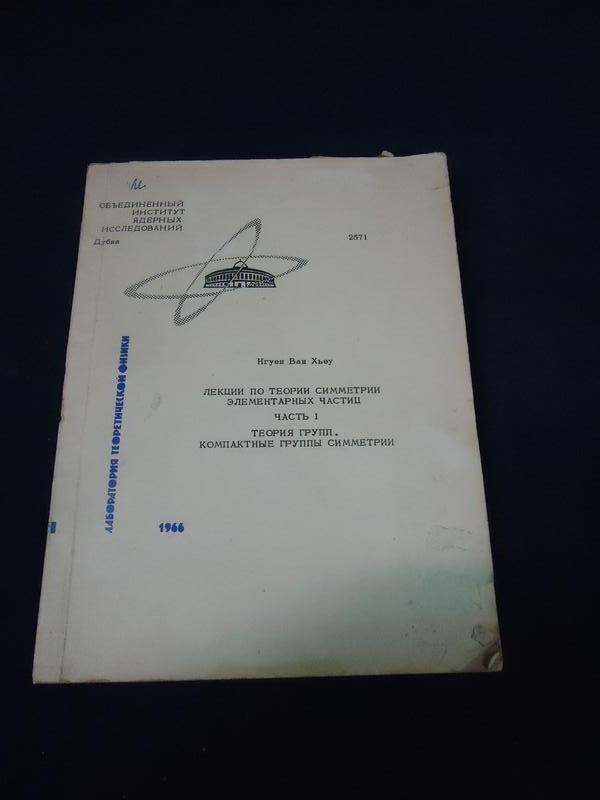 ОБЪЕДИНЕННЫЙ
ИНСТИТУТ
ЯДЕРНЫХ
ИССЛЕДОВАНИЙ
Дубна
2571
Нгуен Ван Хьеу
ЛЕКЦИИ ПО ТЕОРИИ СИММЕТРИИ
ЭЛЕМЕНТАРНЫХ ЧАСТИЦ
ЧАСТЬ 1
ТЕОРИЯ ГРУПП.
КОМПАКТНЫЕ ГРУППЫ СИММЕТРИИ
ЛАБОРАТОРИЯ ТЕОРЕТИЧЕСКОЙ ФИЗИКИ
1966